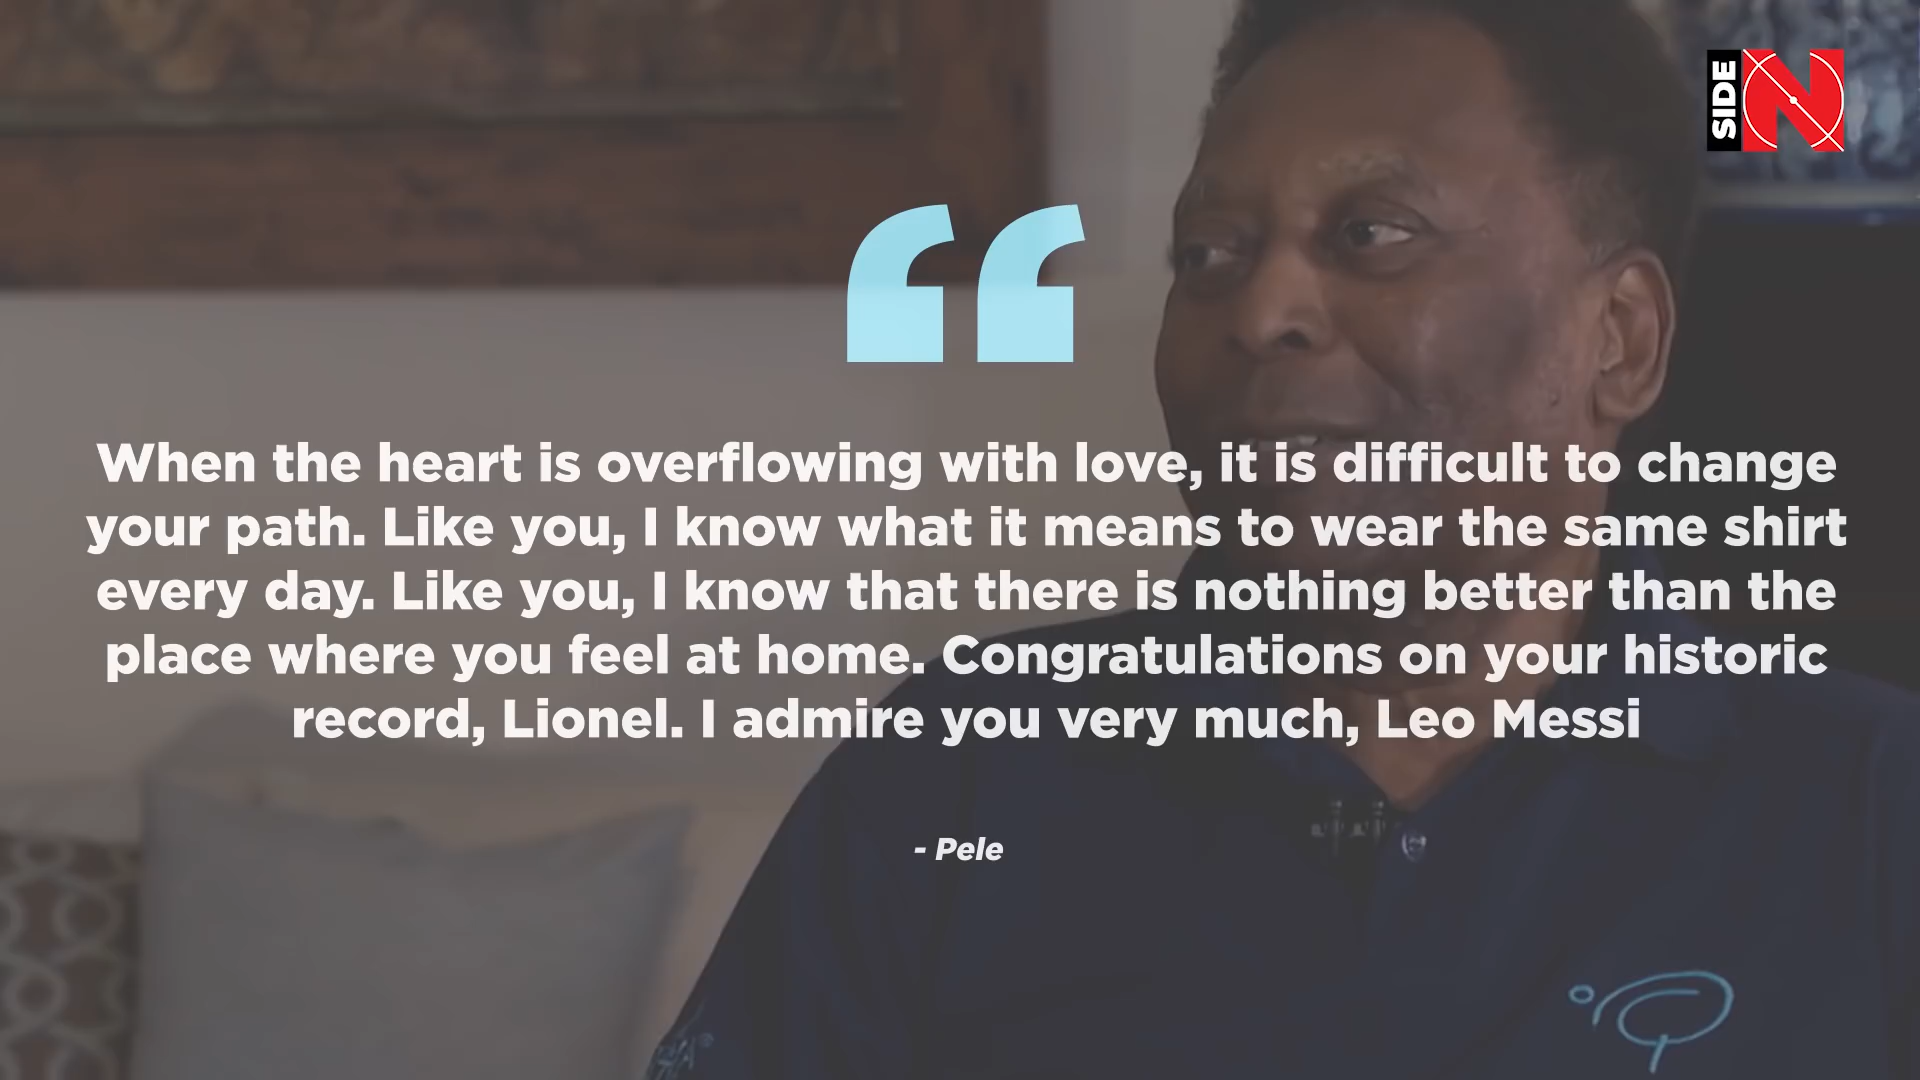 SIDE N
“
When the heart is overflowing with love, it is difficult to change
your path. Like you, I know what it means to wear the same shirt
every day. Like you, I know that there is nothing better than the
place where you feel at home. Congratulations on your historic
record, Lionel. I admire you very much, Leo Messi
- Pele